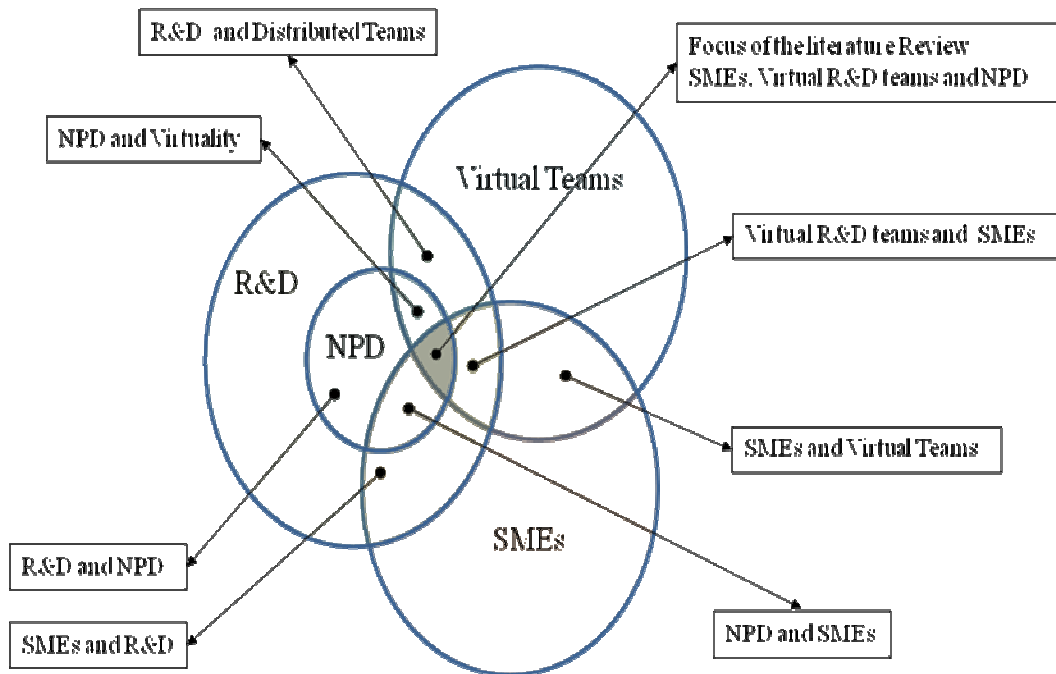 R&D and Distributed Teams
Focus of the literature Review
SMEs. Virtual R&D teams and NPD
NPD and Virtuality
Virtual Teams
Virtual R&D teams and SMEs
R&D
NPD
SMEs and Virtual Teams
SMEs
R&D and NPD
NPD and SMEs
SMEs and R&D